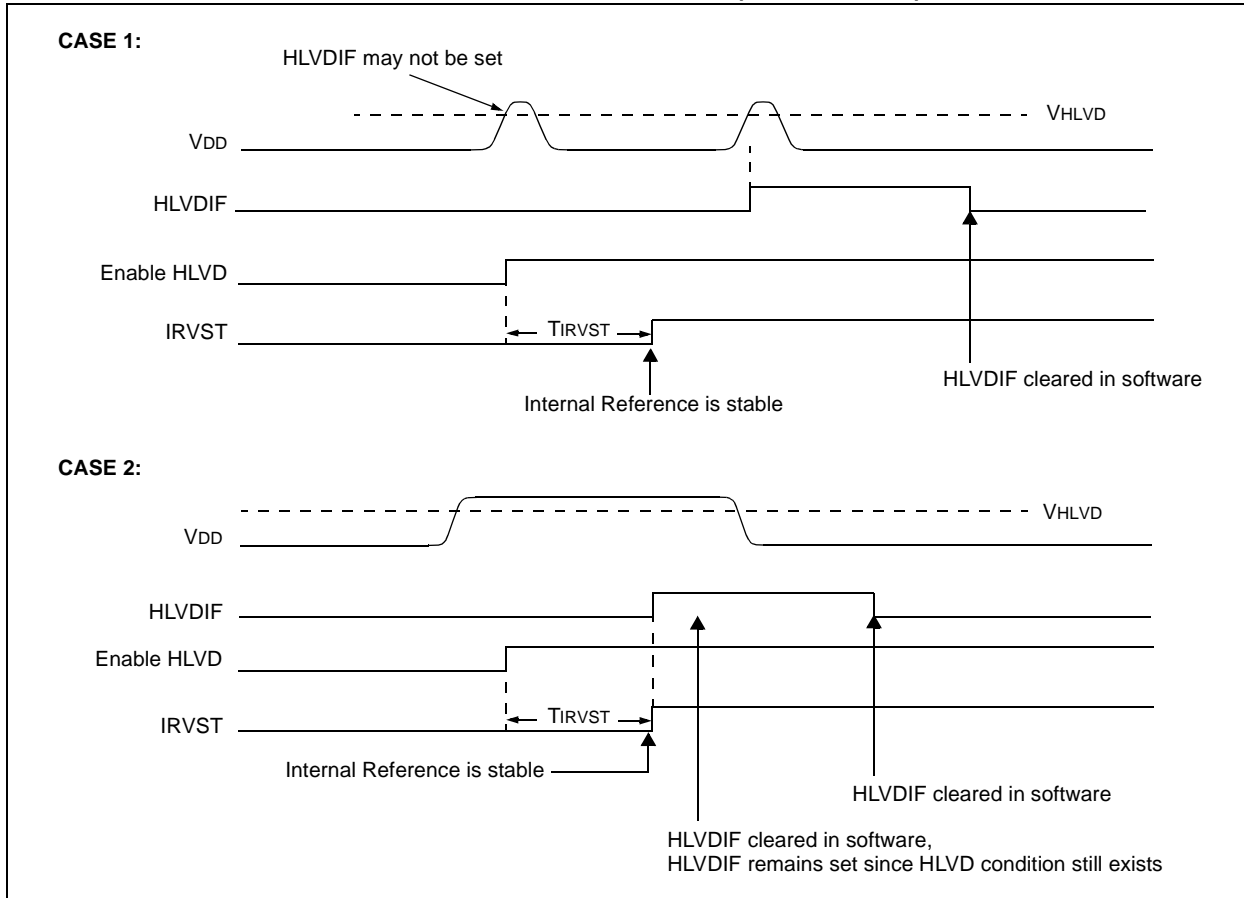 CASE 1:
HLVDIF may not be set
VHLVD
VDD
HLVDIF
Enable HLVD
TIRVST
IRVST
HLVDIF cleared in software
Internal Reference is stable
CASE 2:
VHLVD
VDD
HLVDIF
Enable HLVD
TIRVST
IRVST
Internal Reference is stable
HLVDIF cleared in software
HLVDIF cleared in software,
HLVDIF remains set since HLVD condition still exists